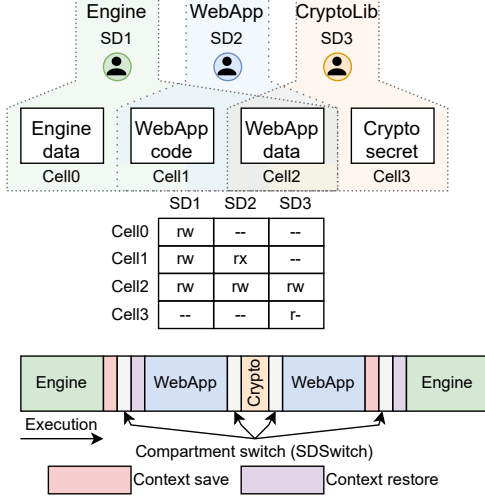 Engine WebApp CryptoLib
SD1 SD2 SD3
Engine data
WebApp code
WebApp data
Crypto secret
Cell0 Cell1 Cell2 Cell3
SD1 SD2 SD3
Cell0 rw -- --
Cell1 rw rx --
Cell2 rw rw rw
Cell3 -- -- r-
Engine WebApp Crypto WebApp Engine
Execution
Compartment switch (SDSwitch)
Context save Context restore